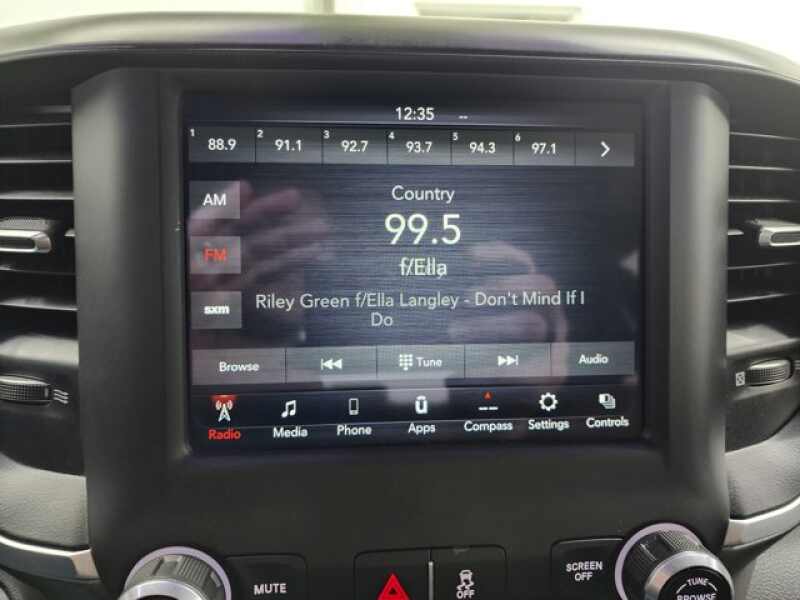 12:35 --
1 88.9 2 91.1 3 92.7 4 93.7 5 94.3 6 97.1 >
AM
Country
99.5
FM
f/Ella
sxm
Riley Green f/Ella Langley - Don't Mind If I
Do
Browse Tune Audio
Radio Media Phone Apps Compass Settings Controls
MUTE
OFF
SCREEN
OFF
TUNE
BROWSE